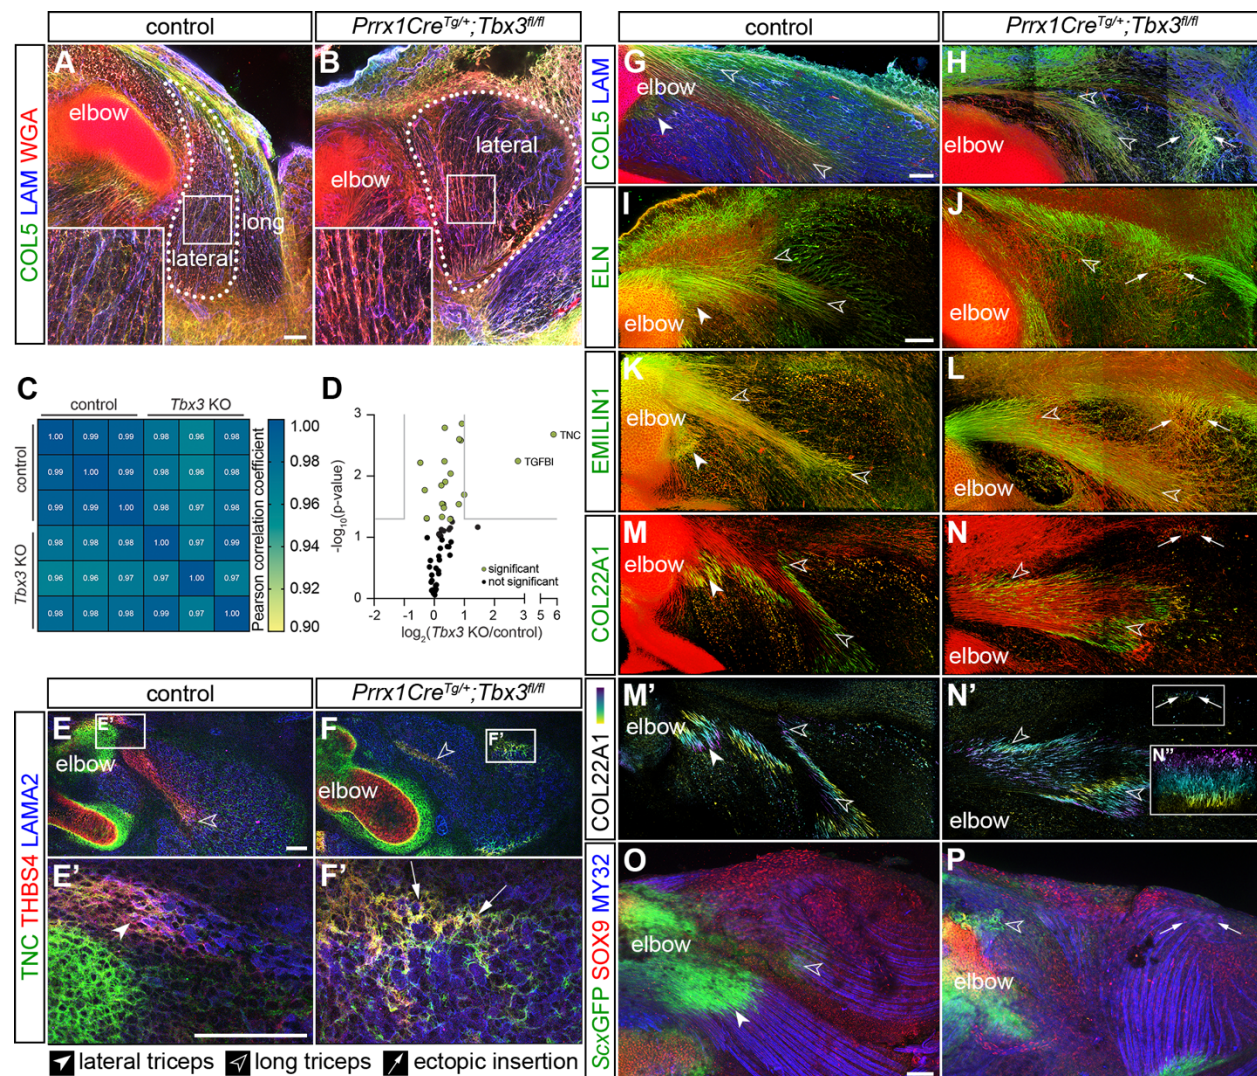 control
Prrx1Cre^Tg/+;Tbx3^fl/fl
COL5 LAM WGA
A
elbow
long
lateral
B
lateral
elbow
C
control
Tbx3 KO
control
Tbx3 KO
1.00 0.99 0.99 0.98 0.96 0.98
0.99 1.00 0.99 0.98 0.96 0.98
0.99 0.99 1.00 0.98 0.97 0.98
0.98 0.98 0.98 1.00 0.97 0.99
0.96 0.96 0.97 0.97 1.00 0.97
0.98 0.98 0.98 0.99 0.97 1.00
Pearson correlation coefficient
1.00
0.98
0.96
0.94
0.92
0.90
D
-log10(p-value)
3
2
1
0
TNC
TGFBI
significant
not significant
-2 -1 0 1 2 5 6
log2(Tbx3 KO/control)
control
Prrx1Cre^Tg/+;Tbx3^fl/fl
TNC THBS4 LAMA2
E
E'
elbow
F
F'
elbow
E'
F'
lateral triceps
long triceps
ectopic insertion
control
Prrx1Cre^Tg/+;Tbx3^fl/fl
COL5 LAM
G
elbow
H
elbow
ELN
I
elbow
J
elbow
EMILIN1
K
elbow
L
elbow
COL22A1
M
elbow
N
elbow
COL22A1
M'
elbow
N'
N"
elbow
ScxGFP SOX9 MY32
O
elbow
P
elbow